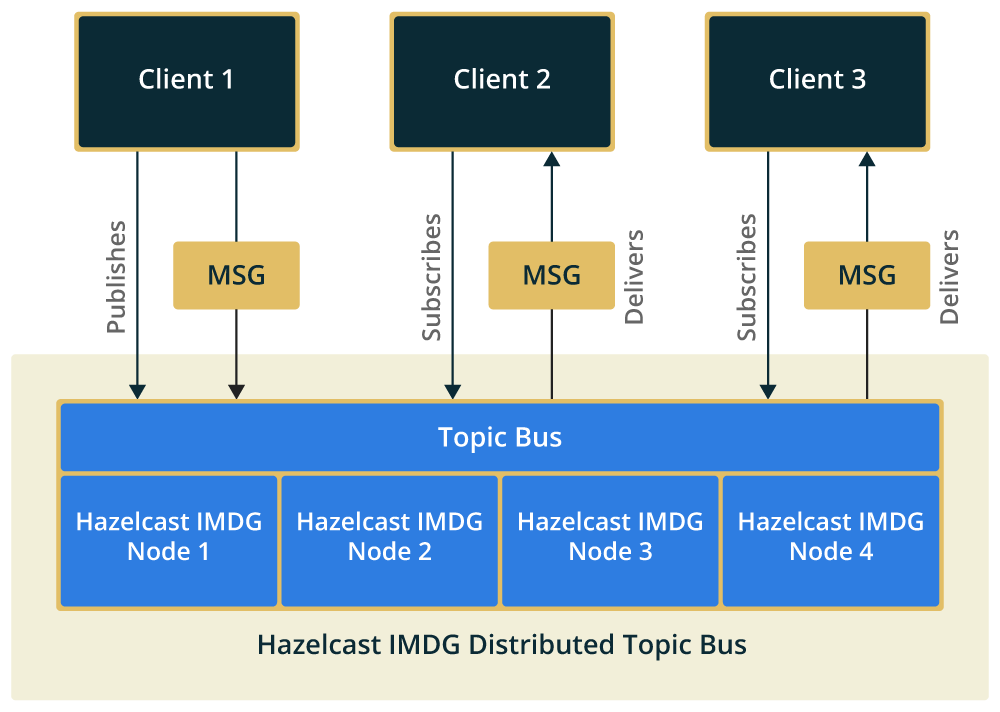 Client 1
Client 2
Client 3
Publishes
MSG
Subscribes
MSG
Delivers
Subscribes
MSG
Delivers
Topic Bus
Hazelcast IMDG
Node 1
Hazelcast IMDG
Node 2
Hazelcast IMDG
Node 3
Hazelcast IMDG
Node 4
Hazelcast IMDG Distributed Topic Bus